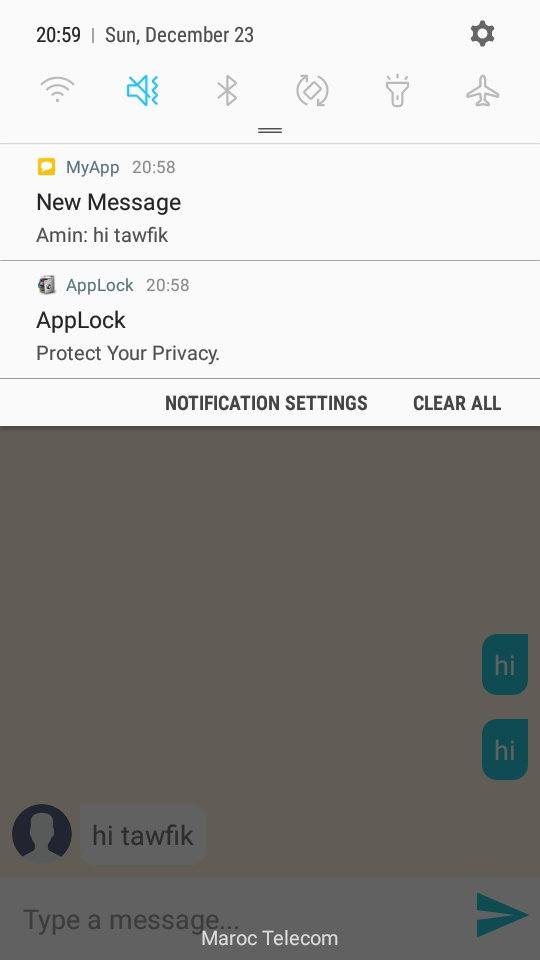 20:59 | Sun, December 23
MyApp 20:58
New Message
Amin: hi tawfik
AppLock 20:58
AppLock
Protect Your Privacy.
NOTIFICATION SETTINGS CLEAR ALL
hi
hi
hi tawfik
Type a message...
Maroc Telecom